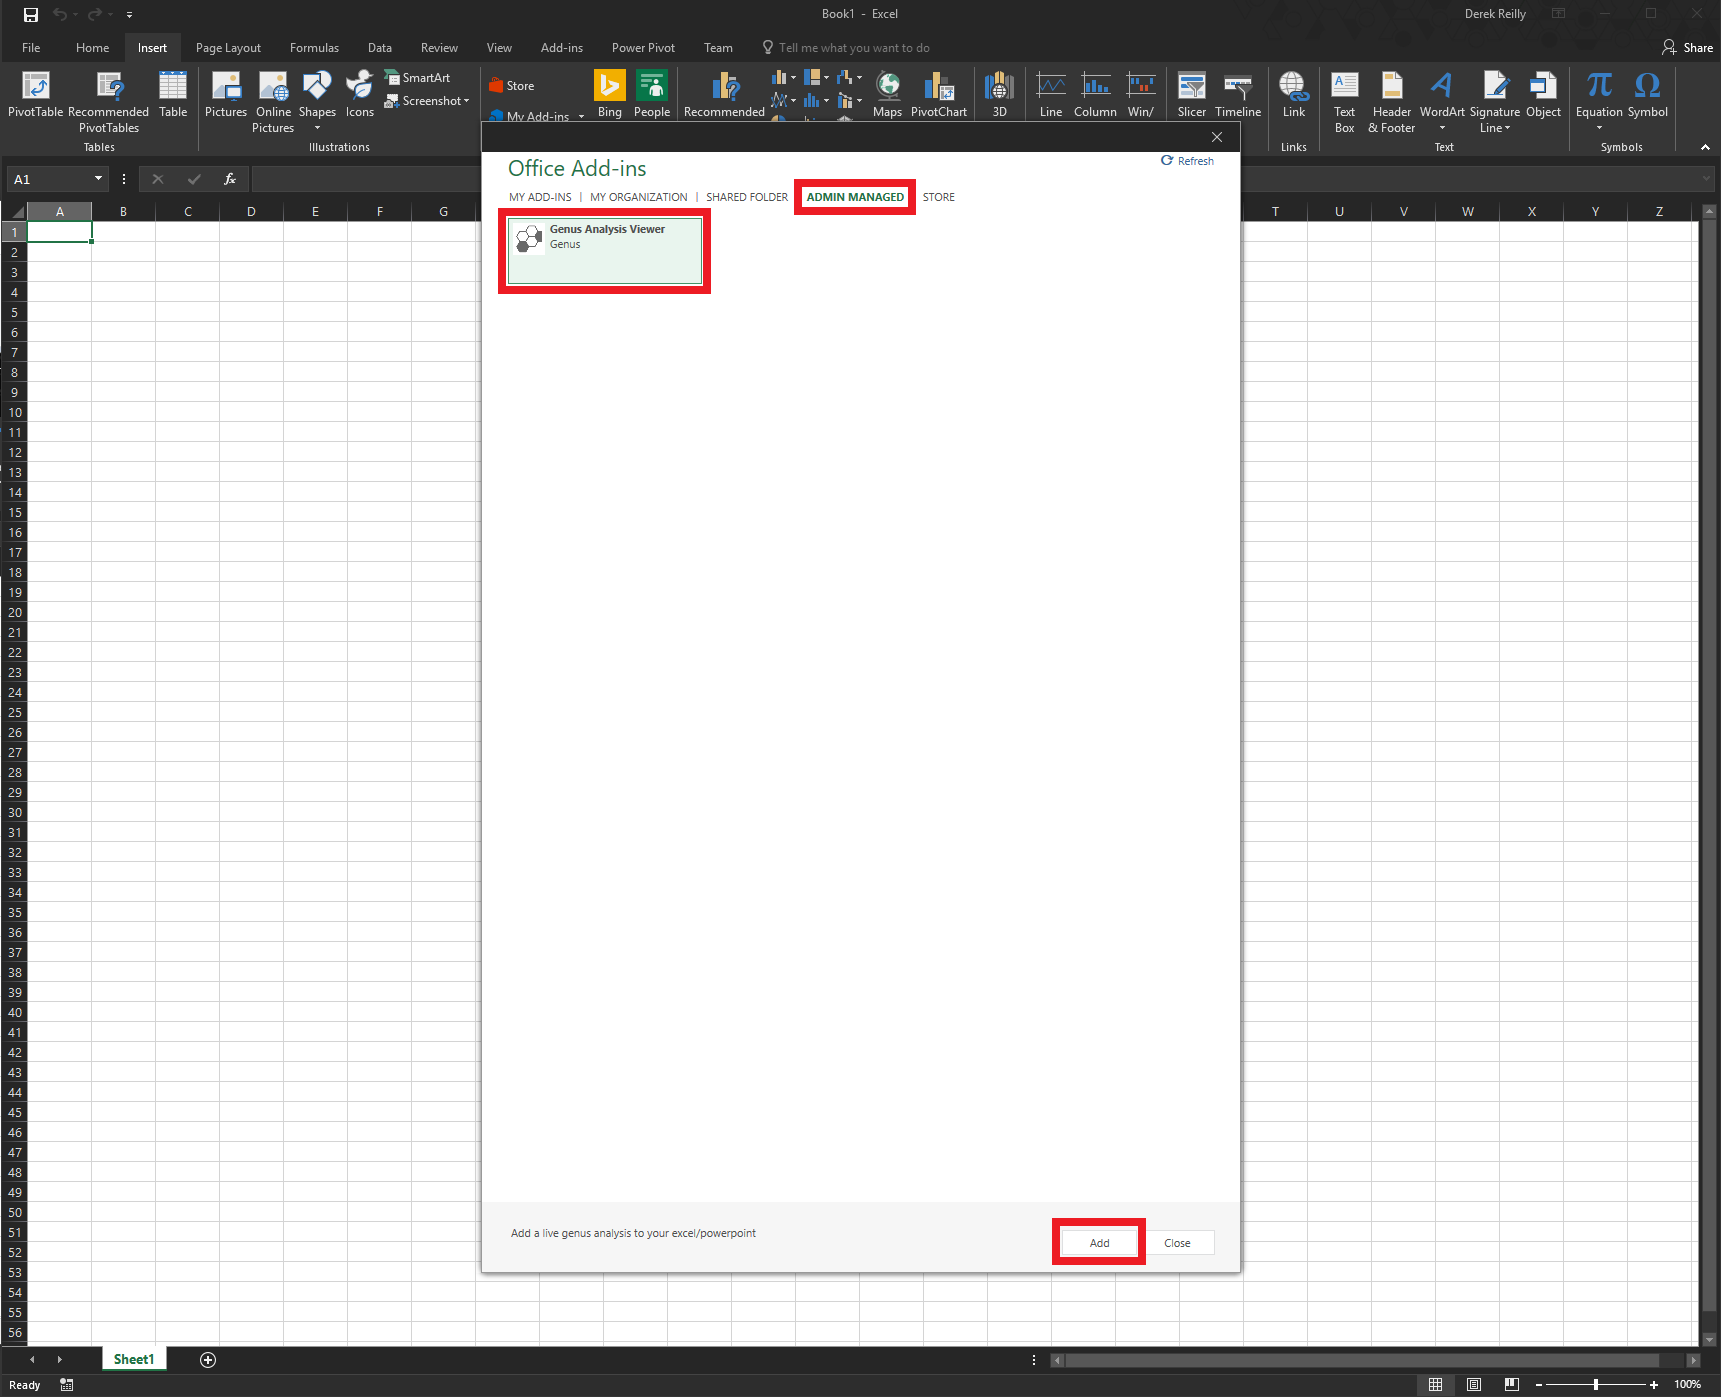 Book1 - Excel
Derek Reilly
File Home Insert Page Layout Formulas Data Review View Add-ins Power Pivot Team Tell me what you want to do
Share
PivotTable
Recommended
PivotTables
Table
Tables
Pictures
Online
Pictures
Shapes
Icons
SmartArt
Screenshot
Illustrations
Store
My Add-ins
Bing
People
Recommended
Maps
PivotChart
3D
Line
Column
Win/
Slicer
Timeline
Link
Links
Text
Box
Header
& Footer
WordArt
Signature
Line
Object
Text
Equation
Symbol
Symbols
A1
fx
Office Add-ins
Refresh
MY ADD-INS | MY ORGANIZATION | SHARED FOLDER ADMIN MANAGED STORE
Genus Analysis Viewer
Genus
A B C D E F G T U V W X Y Z
1
2
3
4
5
6
7
8
9
10
11
12
13
14
15
16
17
18
19
20
21
22
23
24
25
26
27
28
29
30
31
32
33
34
35
36
37
38
39
40
41
42
43
44
45
46
47
48
49
50
51
52
53
54
55
56
Add a live genus analysis to your excel/powerpoint
Add
Close
Sheet1
Ready
100%